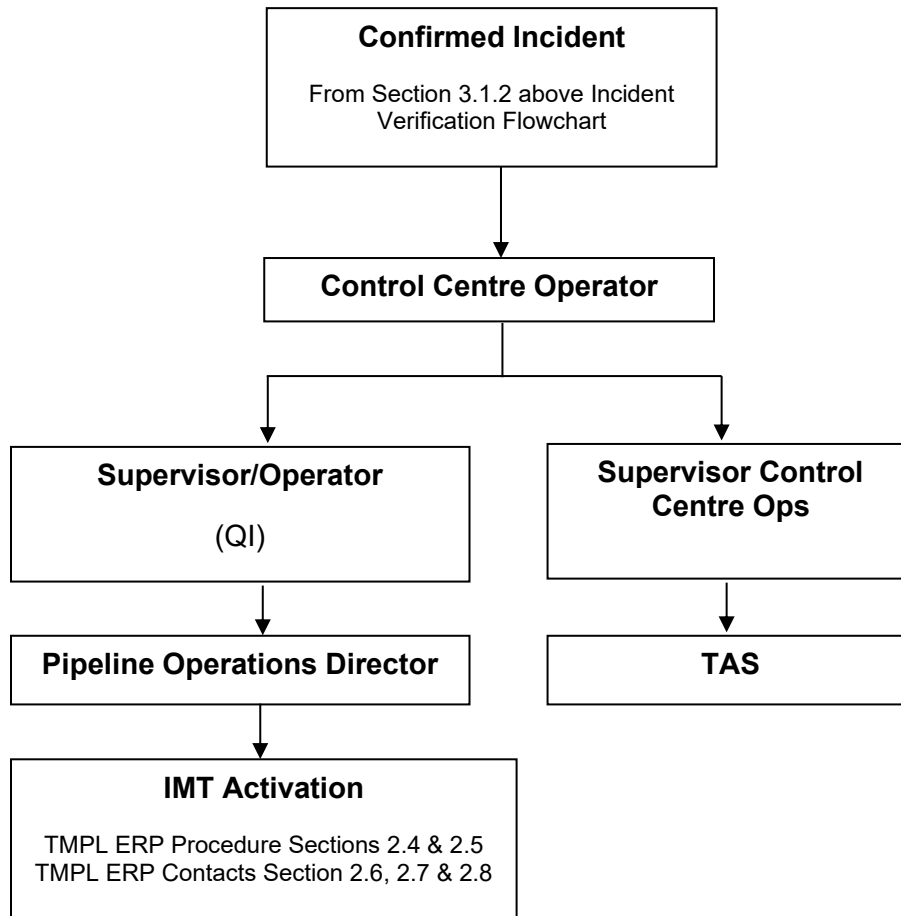 Confirmed Incident
From Section 3.1.2 above Incident
Verification Flowchart
Control Centre Operator
Supervisor/Operator
(QI)
Supervisor Control
Centre Ops
Pipeline Operations Director
TAS
IMT Activation
TMPL ERP Procedure Sections 2.4 & 2.5
TMPL ERP Contacts Section 2.6, 2.7 & 2.8